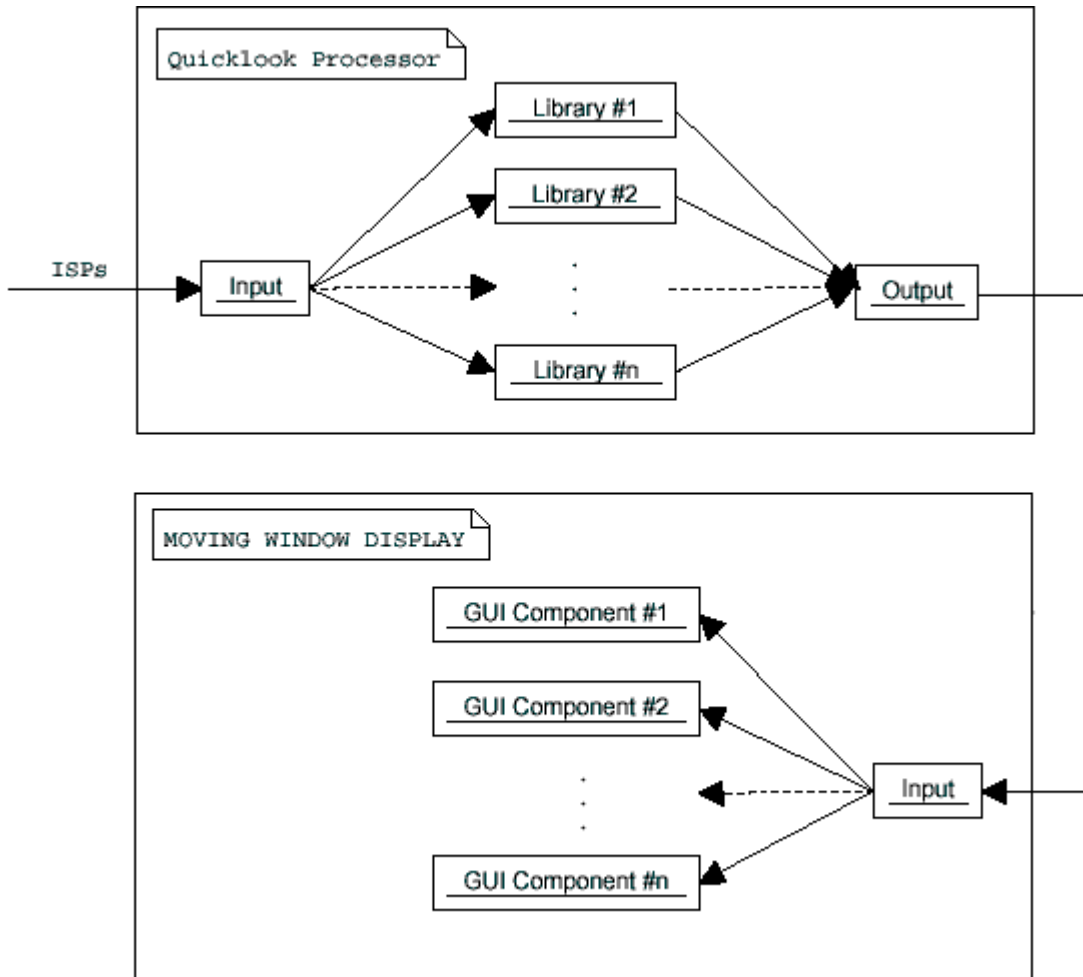 Quicklook Processor
Library #1
Library #2
ISPs
Input
Output
Library #n
MOVING WINDOW DISPLAY
GUI Component #1
GUI Component #2
Input
GUI Component #n